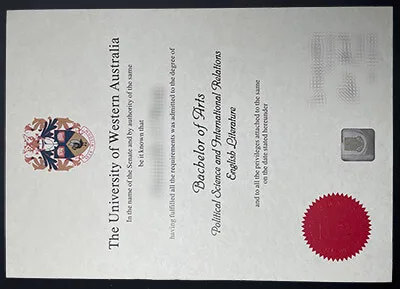 The University of Western Australia
In the name of the Senate and by authority of the same
be it known that
having fulfilled all the requirements was admitted to the degree of
Bachelor of Arts
Political Science and International Relations
English Literature
and to all the privileges attached to the same
on the date stated hereunder